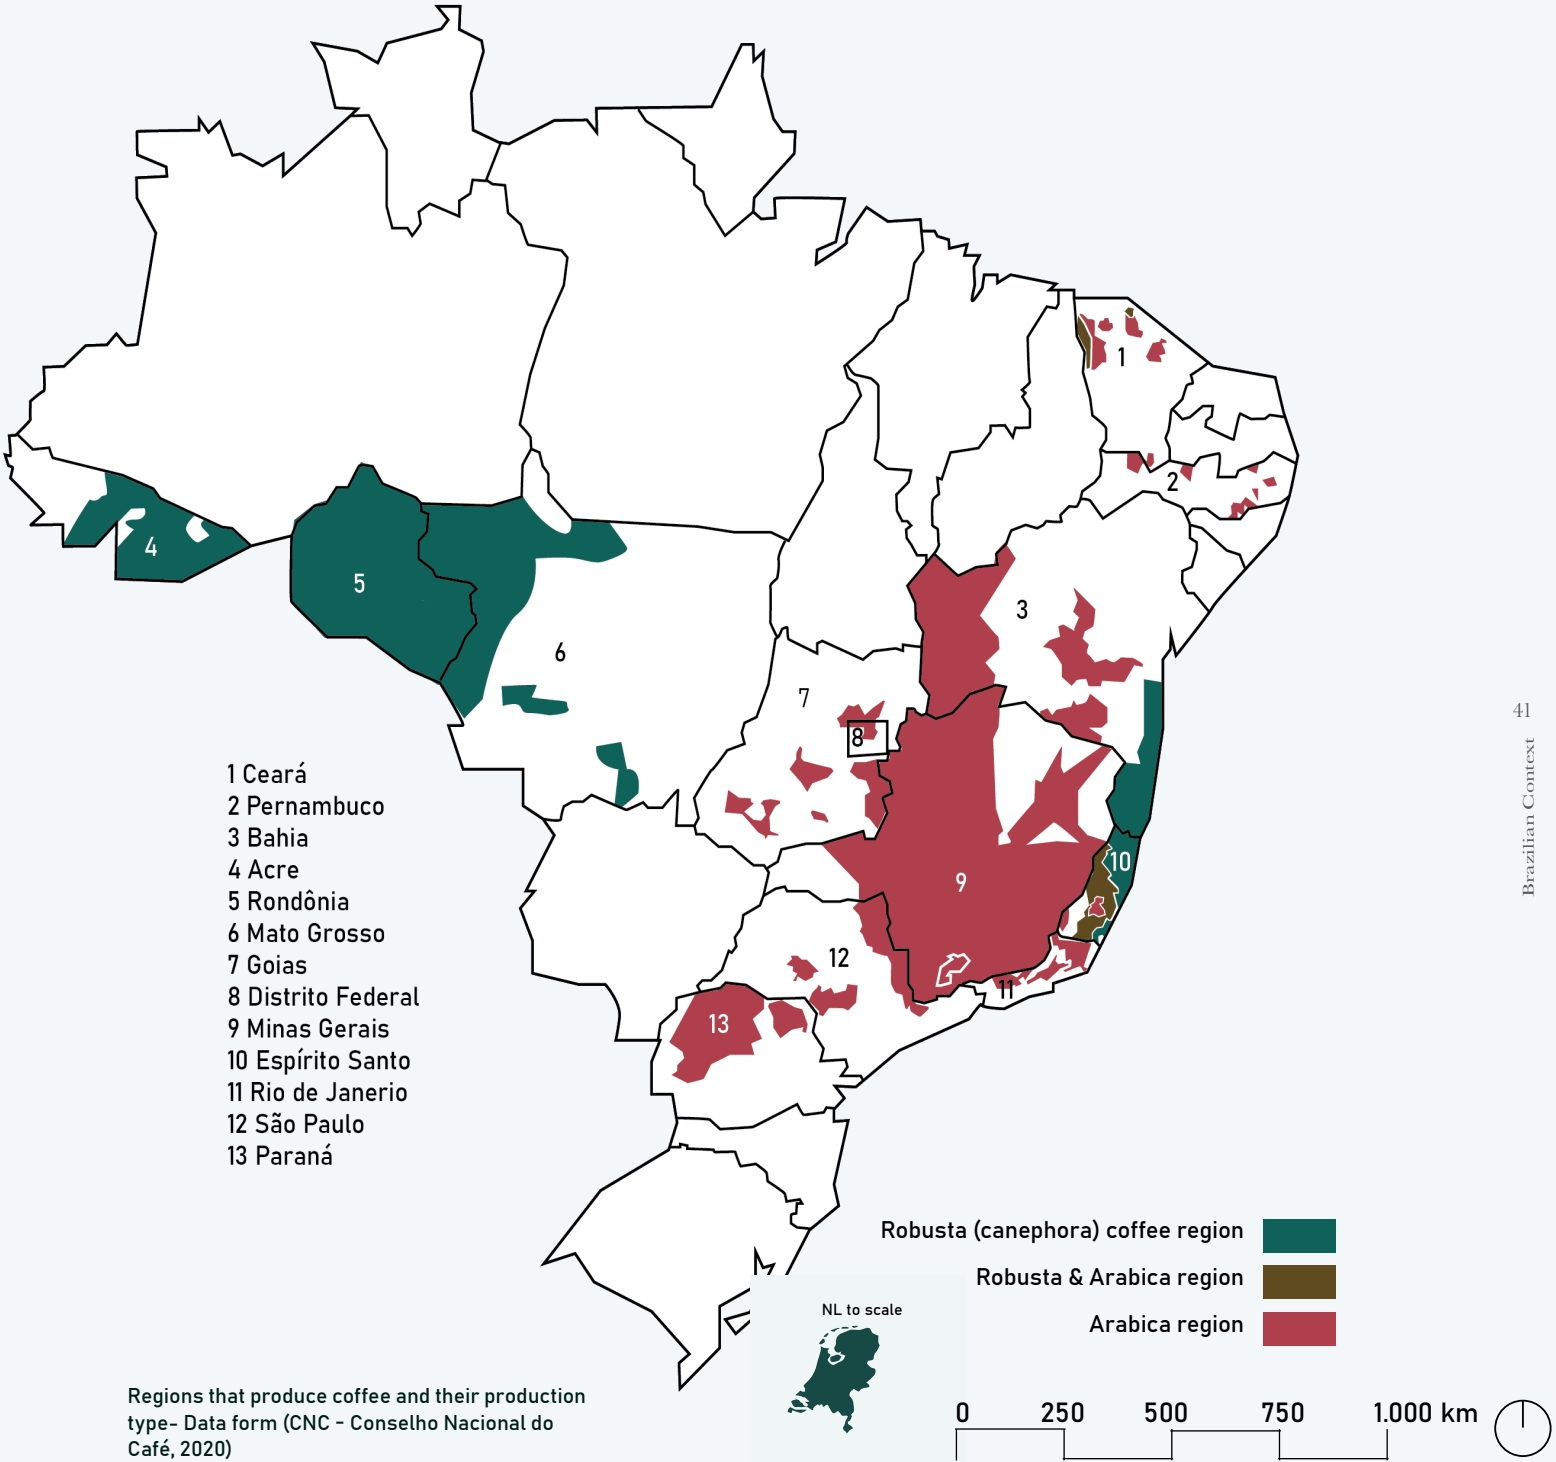 1
2
3
4
5
6
7
8
9
10
11
12
13
1 Ceará
2 Pernambuco
3 Bahia
4 Acre
5 Rondônia
6 Mato Grosso
7 Goias
8 Distrito Federal
9 Minas Gerais
10 Espírito Santo
11 Rio de Janerio
12 São Paulo
13 Paraná
41
Brazilian Context
Robusta (canephora) coffee region
Robusta & Arabica region
Arabica region
NL to scale
Regions that produce coffee and their production
type- Data form (CNC - Conselho Nacional do
Café, 2020)
0 250 500 750 1.000 km